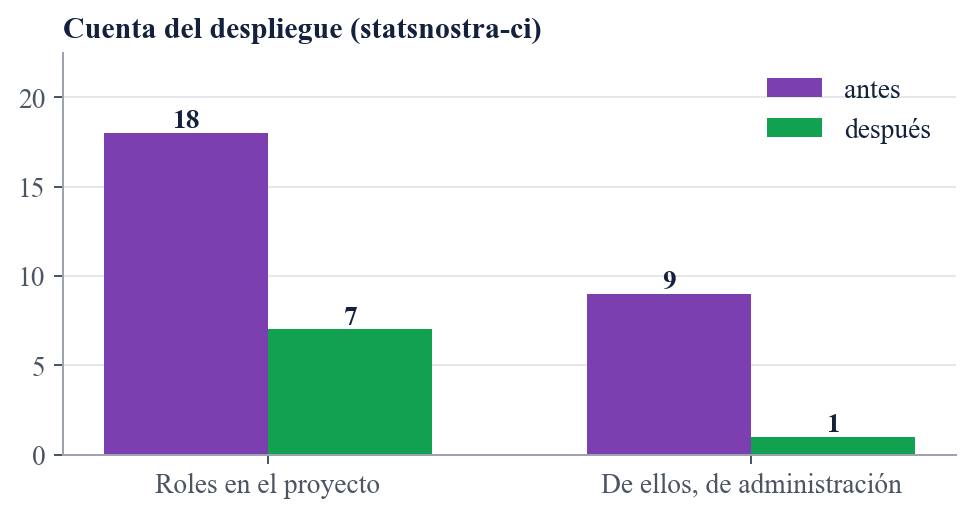 Cuenta del despliegue (statsnostra-ci)
antes
después
20
15
10
5
0
18
7
9
1
Roles en el proyecto
De ellos, de administración